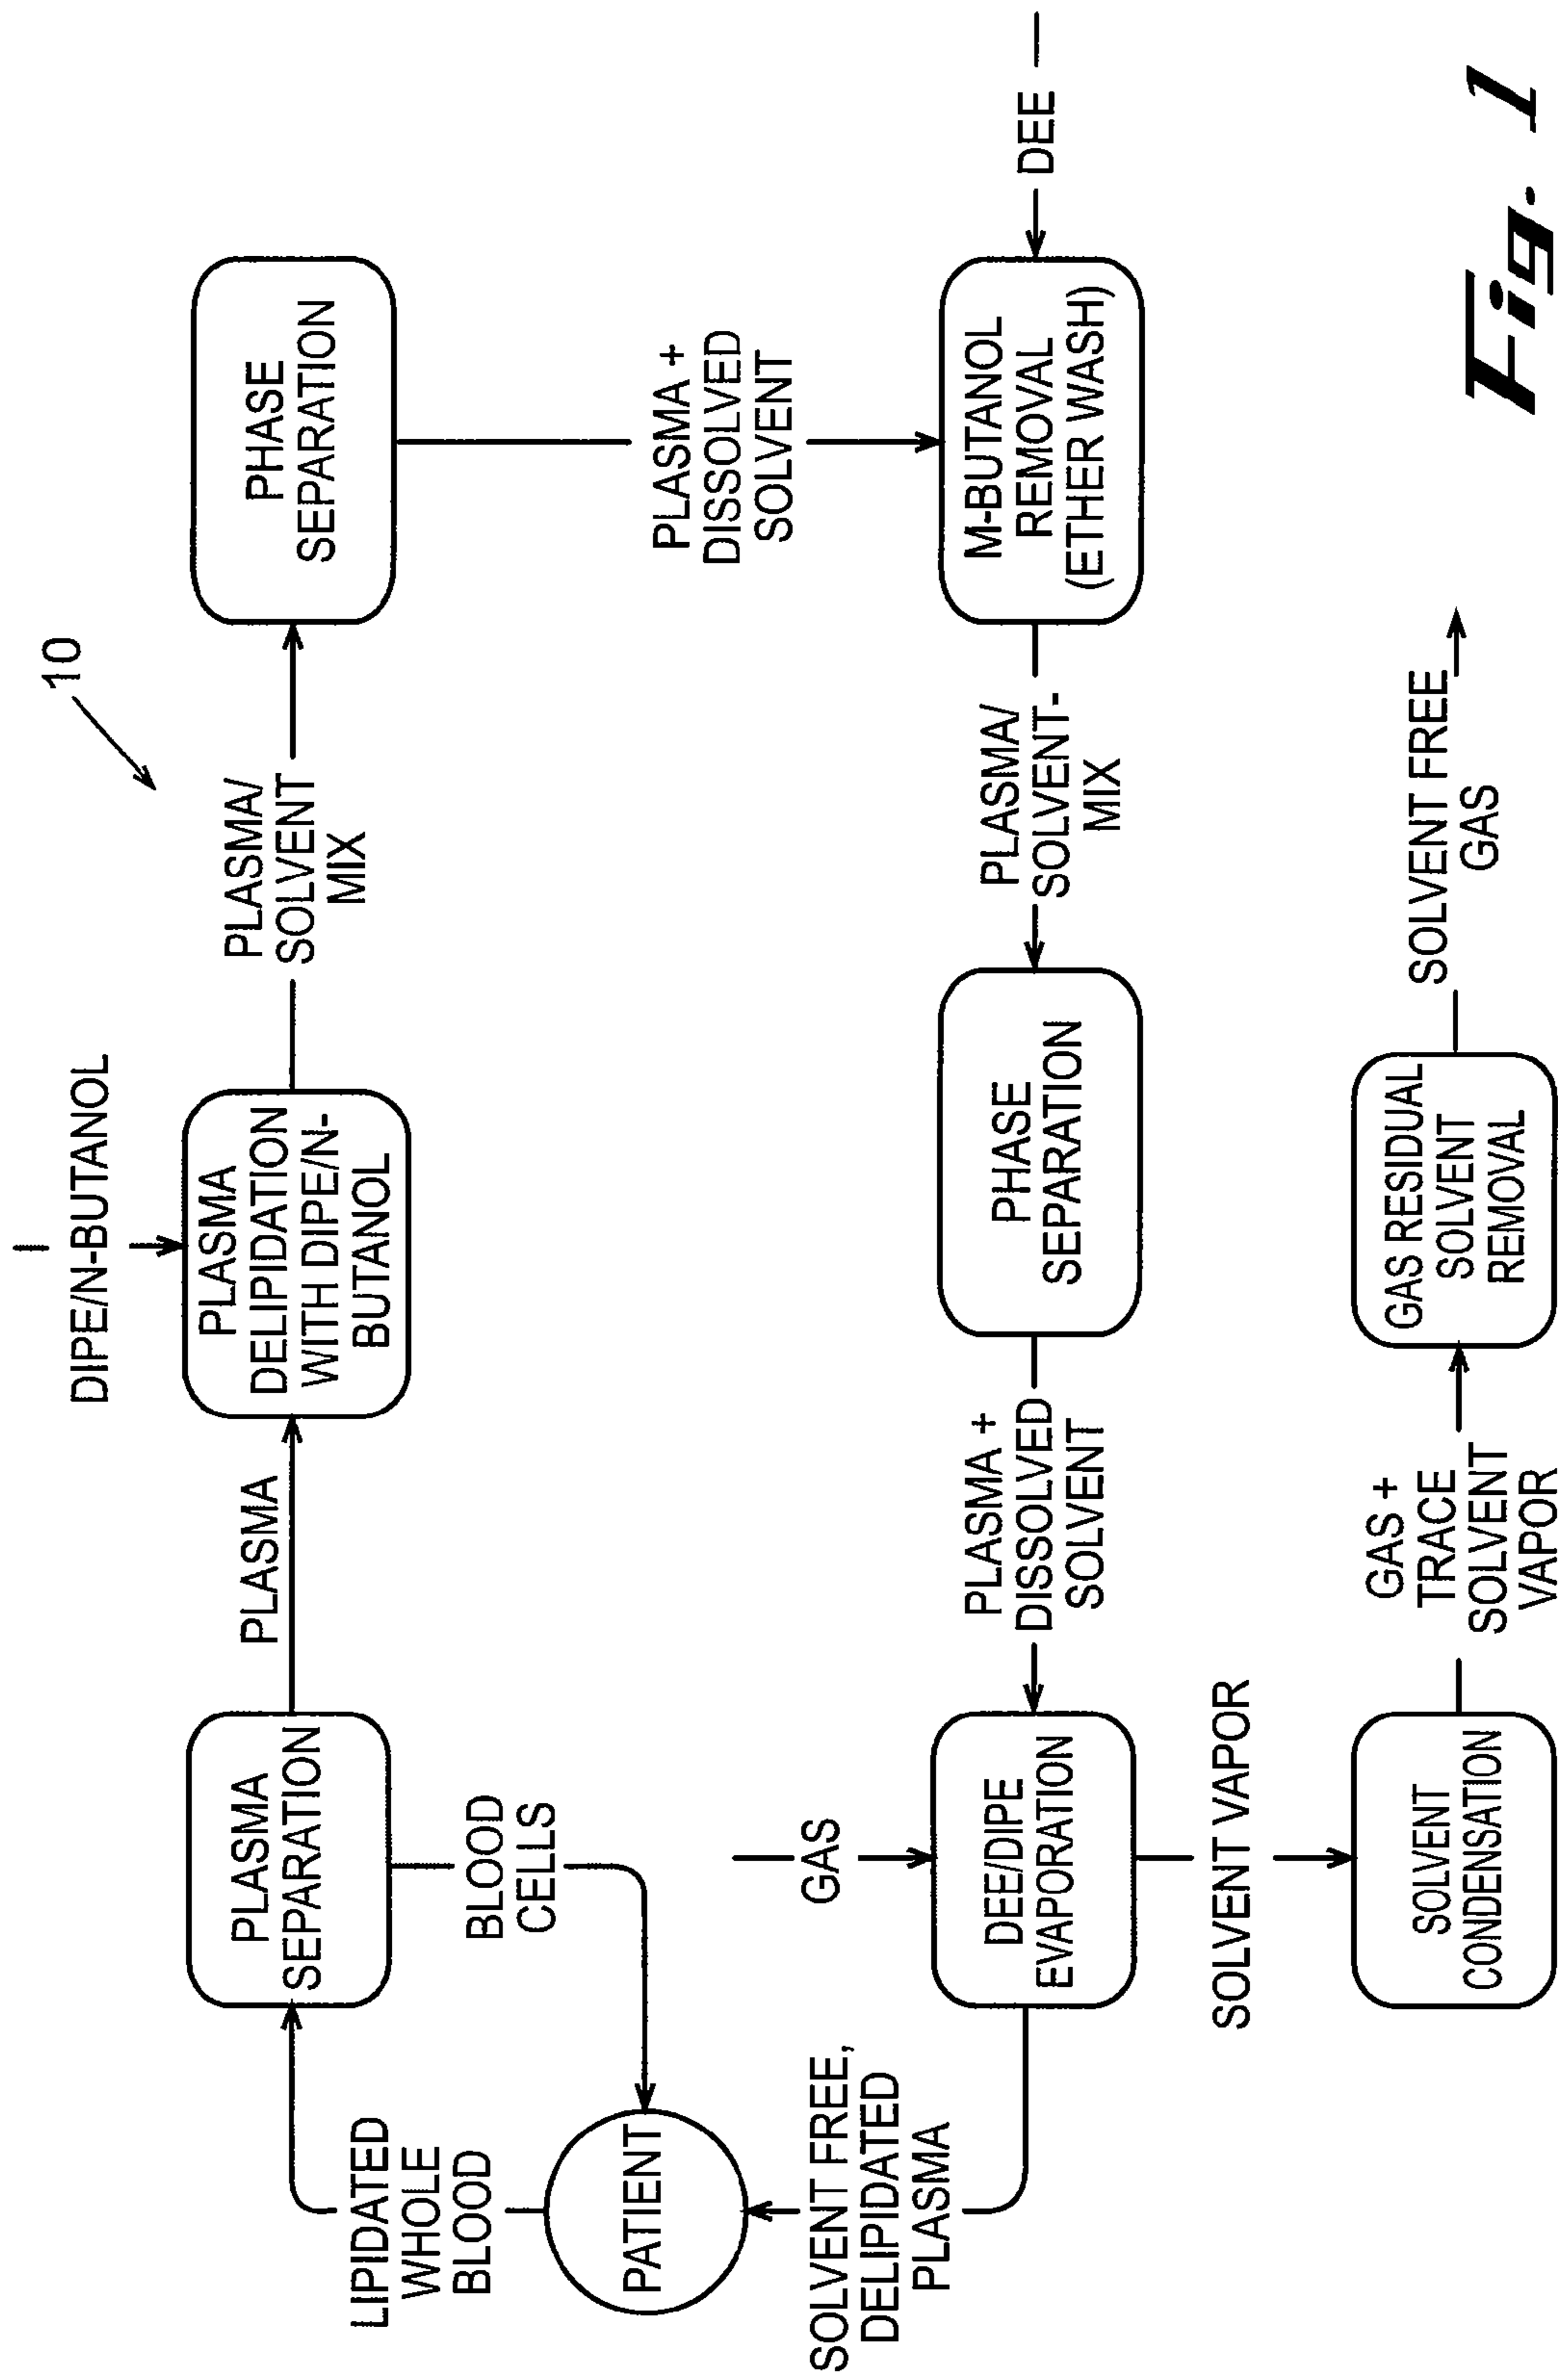 10
DIPE/N-BUTANOL
LIPIDATED
WHOLE
BLOOD
PLASMA
SEPARATION
PLASMA
PLASMA
DELIPIDATION
WITH DIPE/N-
BUTANOL
PLASMA/
SOLVENT
MIX
PHASE
SEPARATION
BLOOD
CELLS
PATIENT
PLASMA +
DISSOLVED
SOLVENT
SOLVENT FREE,
DELIPIDATED
PLASMA
GAS
DEE/DIPE
EVAPORATION
PLASMA +
DISSOLVED
SOLVENT
PHASE
SEPARATION
PLASMA/
SOLVENT-
MIX
M-BUTANOL
REMOVAL
(ETHER WASH)
DEE
SOLVENT VAPOR
SOLVENT
CONDENSATION
GAS +
TRACE
SOLVENT
VAPOR
GAS RESIDUAL
SOLVENT
REMOVAL
SOLVENT FREE
GAS
Fig. 1